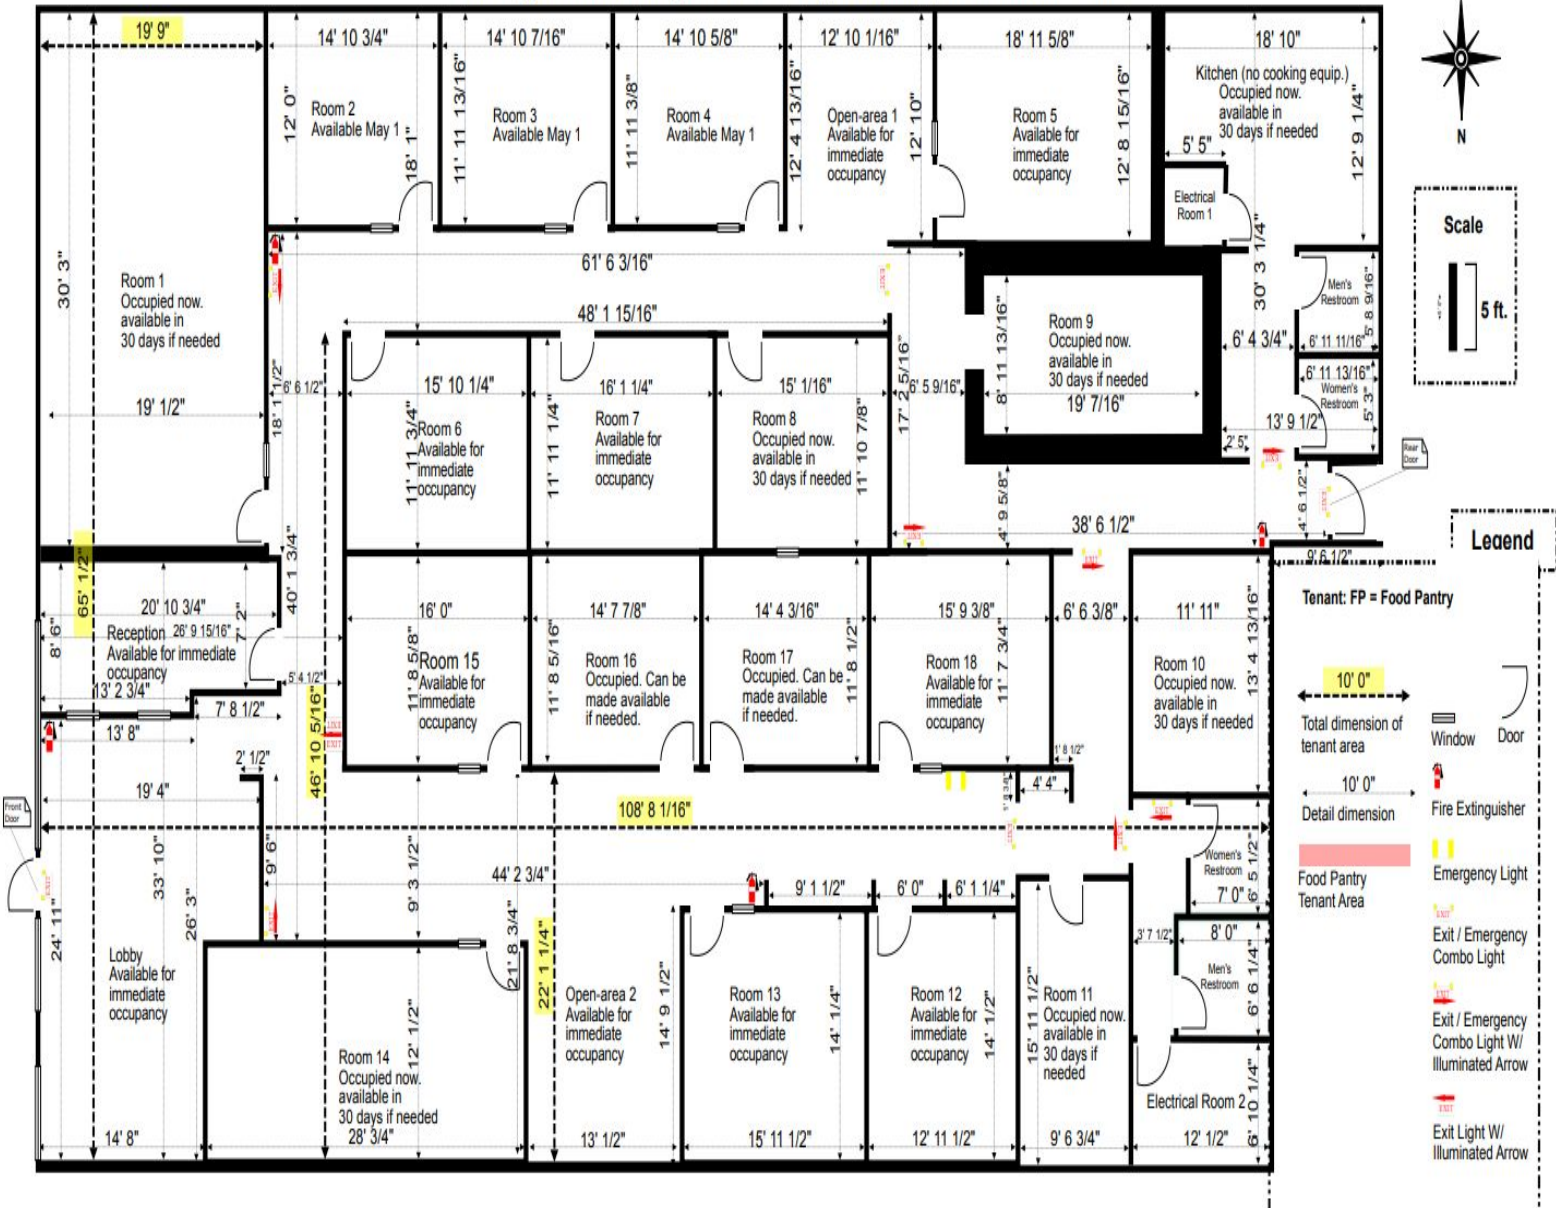 19' 9"
14' 10 3/4"
14' 10 7/16"
14' 10 5/8"
12' 10 1/16"
18' 11 5/8"
18' 10"
12' 0"
18' 1"
11' 11 13/16"
11' 11 3/8"
12' 4 13/16"
12' 10"
12' 8 15/16"
12' 9 1/4"
Room 2
Available May 1
Room 3
Available May 1
Room 4
Available May 1
Open-area 1
Available for
immediate
occupancy
Room 5
Available for
immediate
occupancy
Kitchen (no cooking equip.)
Occupied now.
available in
30 days if needed
5' 5"
Electrical
Room 1
N
Scale
5 ft.
30' 3"
Room 1
Occupied now.
available in
30 days if needed
19' 1/2"
61' 6 3/16"
48' 1 15/16"
30' 3 1/4"
Men's
Restroom
5' 8 9/16"
6' 11 11/16"
6' 4 3/4"
6' 11 13/16"
Women's
Restroom
5' 3"
13' 9 1/2"
2' 5"
Room 9
Occupied now.
available in
30 days if needed
19' 7/16"
8' 11 13/16"
17' 2 5/16"
6' 5 9/16"
18' 1 1/2"
6' 6 1/2"
15' 10 1/4"
16' 1 1/4"
15' 1/16"
11' 11 3/4"
Room 6
Available for
immediate
occupancy
11' 11 1/4"
Room 7
Available for
immediate
occupancy
Room 8
Occupied now.
available in
30 days if needed
11' 10 7/8"
4' 9 5/8"
38' 6 1/2"
4' 6 1/2"
Rear
Door
9' 6 1/2"
EXIT
EXIT
EXIT
EXIT
EXIT
EXIT
65' 1/2"
40' 1 3/4"
20' 10 3/4"
8' 6"
7' 2"
Reception
26' 9 15/16"
Available for immediate
occupancy
13' 2 3/4"
5' 4 1/2"
7' 8 1/2"
13' 8"
2' 1/2"
19' 4"
46' 10 5/16"
EXIT
EXIT
16' 0"
14' 7 7/8"
14' 4 3/16"
15' 9 3/8"
6' 6 3/8"
11' 11"
11' 8 5/8"
Room 15
Available for
immediate
occupancy
11' 8 5/16"
Room 16
Occupied. Can be
made available
if needed.
Room 17
Occupied. Can be
made available
if needed.
11' 8 1/2"
Room 18
Available for
immediate
occupancy
11' 7 3/4"
Room 10
Occupied now.
available in
30 days if needed
13' 4 13/16"
1' 8 1/2"
4' 4"
1' 8 3/8"
108' 8 1/16"
EXIT
EXIT
EXIT
Front
Door
EXIT
33' 10"
26' 3"
24' 11"
9' 6"
9' 3 1/2"
44' 2 3/4"
9' 1 1/2"
6' 0"
6' 1 1/4"
Women's
Restroom
7' 0"
6' 5 1/2"
3' 7 1/2"
8' 0"
Men's
Restroom
6' 6 1/4"
EXIT
21' 8 3/4"
22' 1 1/4"
Lobby
Available for
immediate
occupancy
14' 8"
12' 1/2"
Room 14
Occupied now.
available in
30 days if needed
28' 3/4"
Open-area 2
Available for
immediate
occupancy
13' 1/2"
14' 9 1/2"
Room 13
Available for
immediate
occupancy
15' 11 1/2"
14' 1/4"
Room 12
Available for
immediate
occupancy
12' 11 1/2"
14' 1/2"
15' 11 1/2"
Room 11
Occupied now.
available in
30 days if
needed
9' 6 3/4"
Electrical Room 2
12' 1/2"
6' 10 1/4"
Legend
Tenant: FP = Food Pantry
10' 0"
Total dimension of
tenant area
10' 0"
Detail dimension
Food Pantry
Tenant Area
Window
Door
Fire Extinguisher
Emergency Light
EXIT
Exit / Emergency
Combo Light
EXIT
Exit / Emergency
Combo Light W/
Illuminated Arrow
EXIT
Exit Light W/
Illuminated Arrow